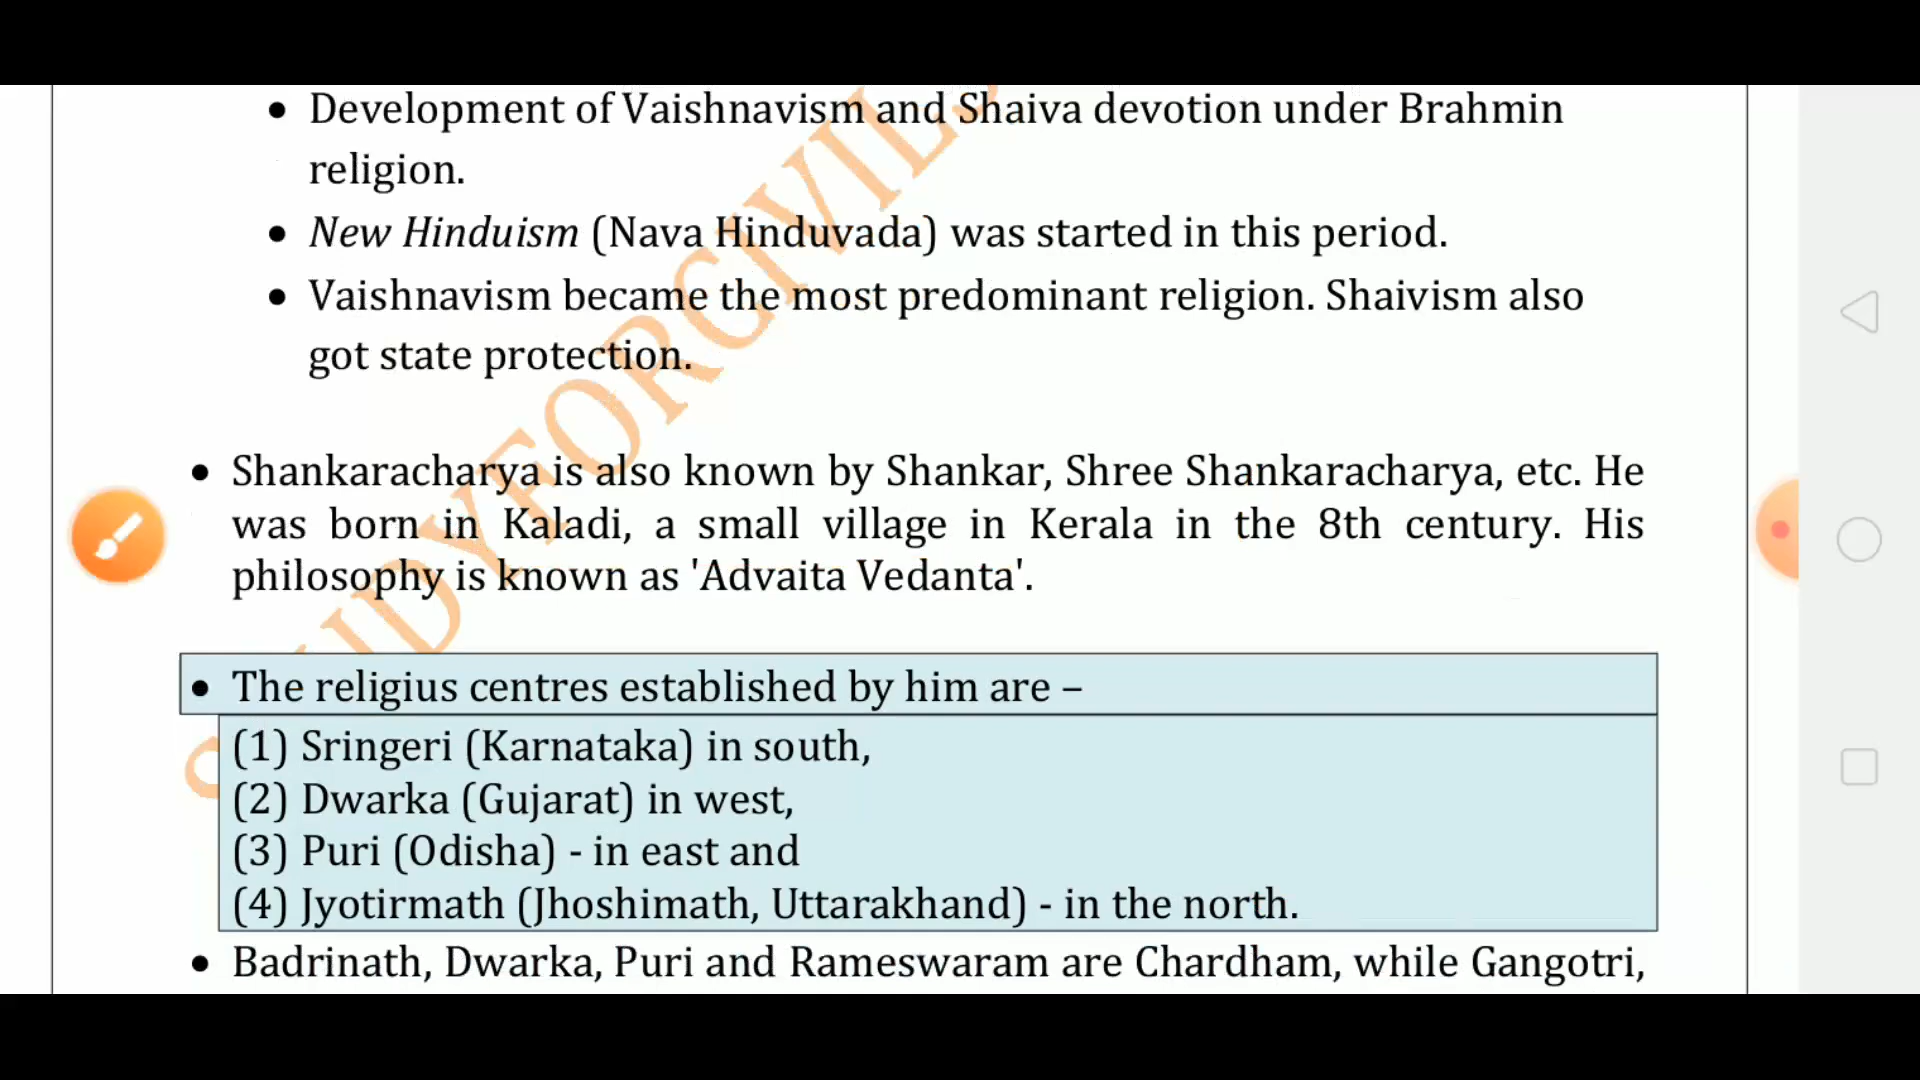 • Development of Vaishnavism and Shaiva devotion under Brahmin
religion.
• New Hinduism (Nava Hinduvada) was started in this period.
• Vaishnavism became the most predominant religion. Shaivism also
got state protection.
• Shankaracharya is also known by Shankar, Shree Shankaracharya, etc. He
was born in Kaladi, a small village in Kerala in the 8th century. His
philosophy is known as 'Advaita Vedanta'.
• The religius centres established by him are –
(1) Sringeri (Karnataka) in south,
(2) Dwarka (Gujarat) in west,
(3) Puri (Odisha) - in east and
(4) Jyotirmath (Jhoshimath, Uttarakhand) - in the north.
• Badrinath, Dwarka, Puri and Rameswaram are Chardham, while Gangotri,